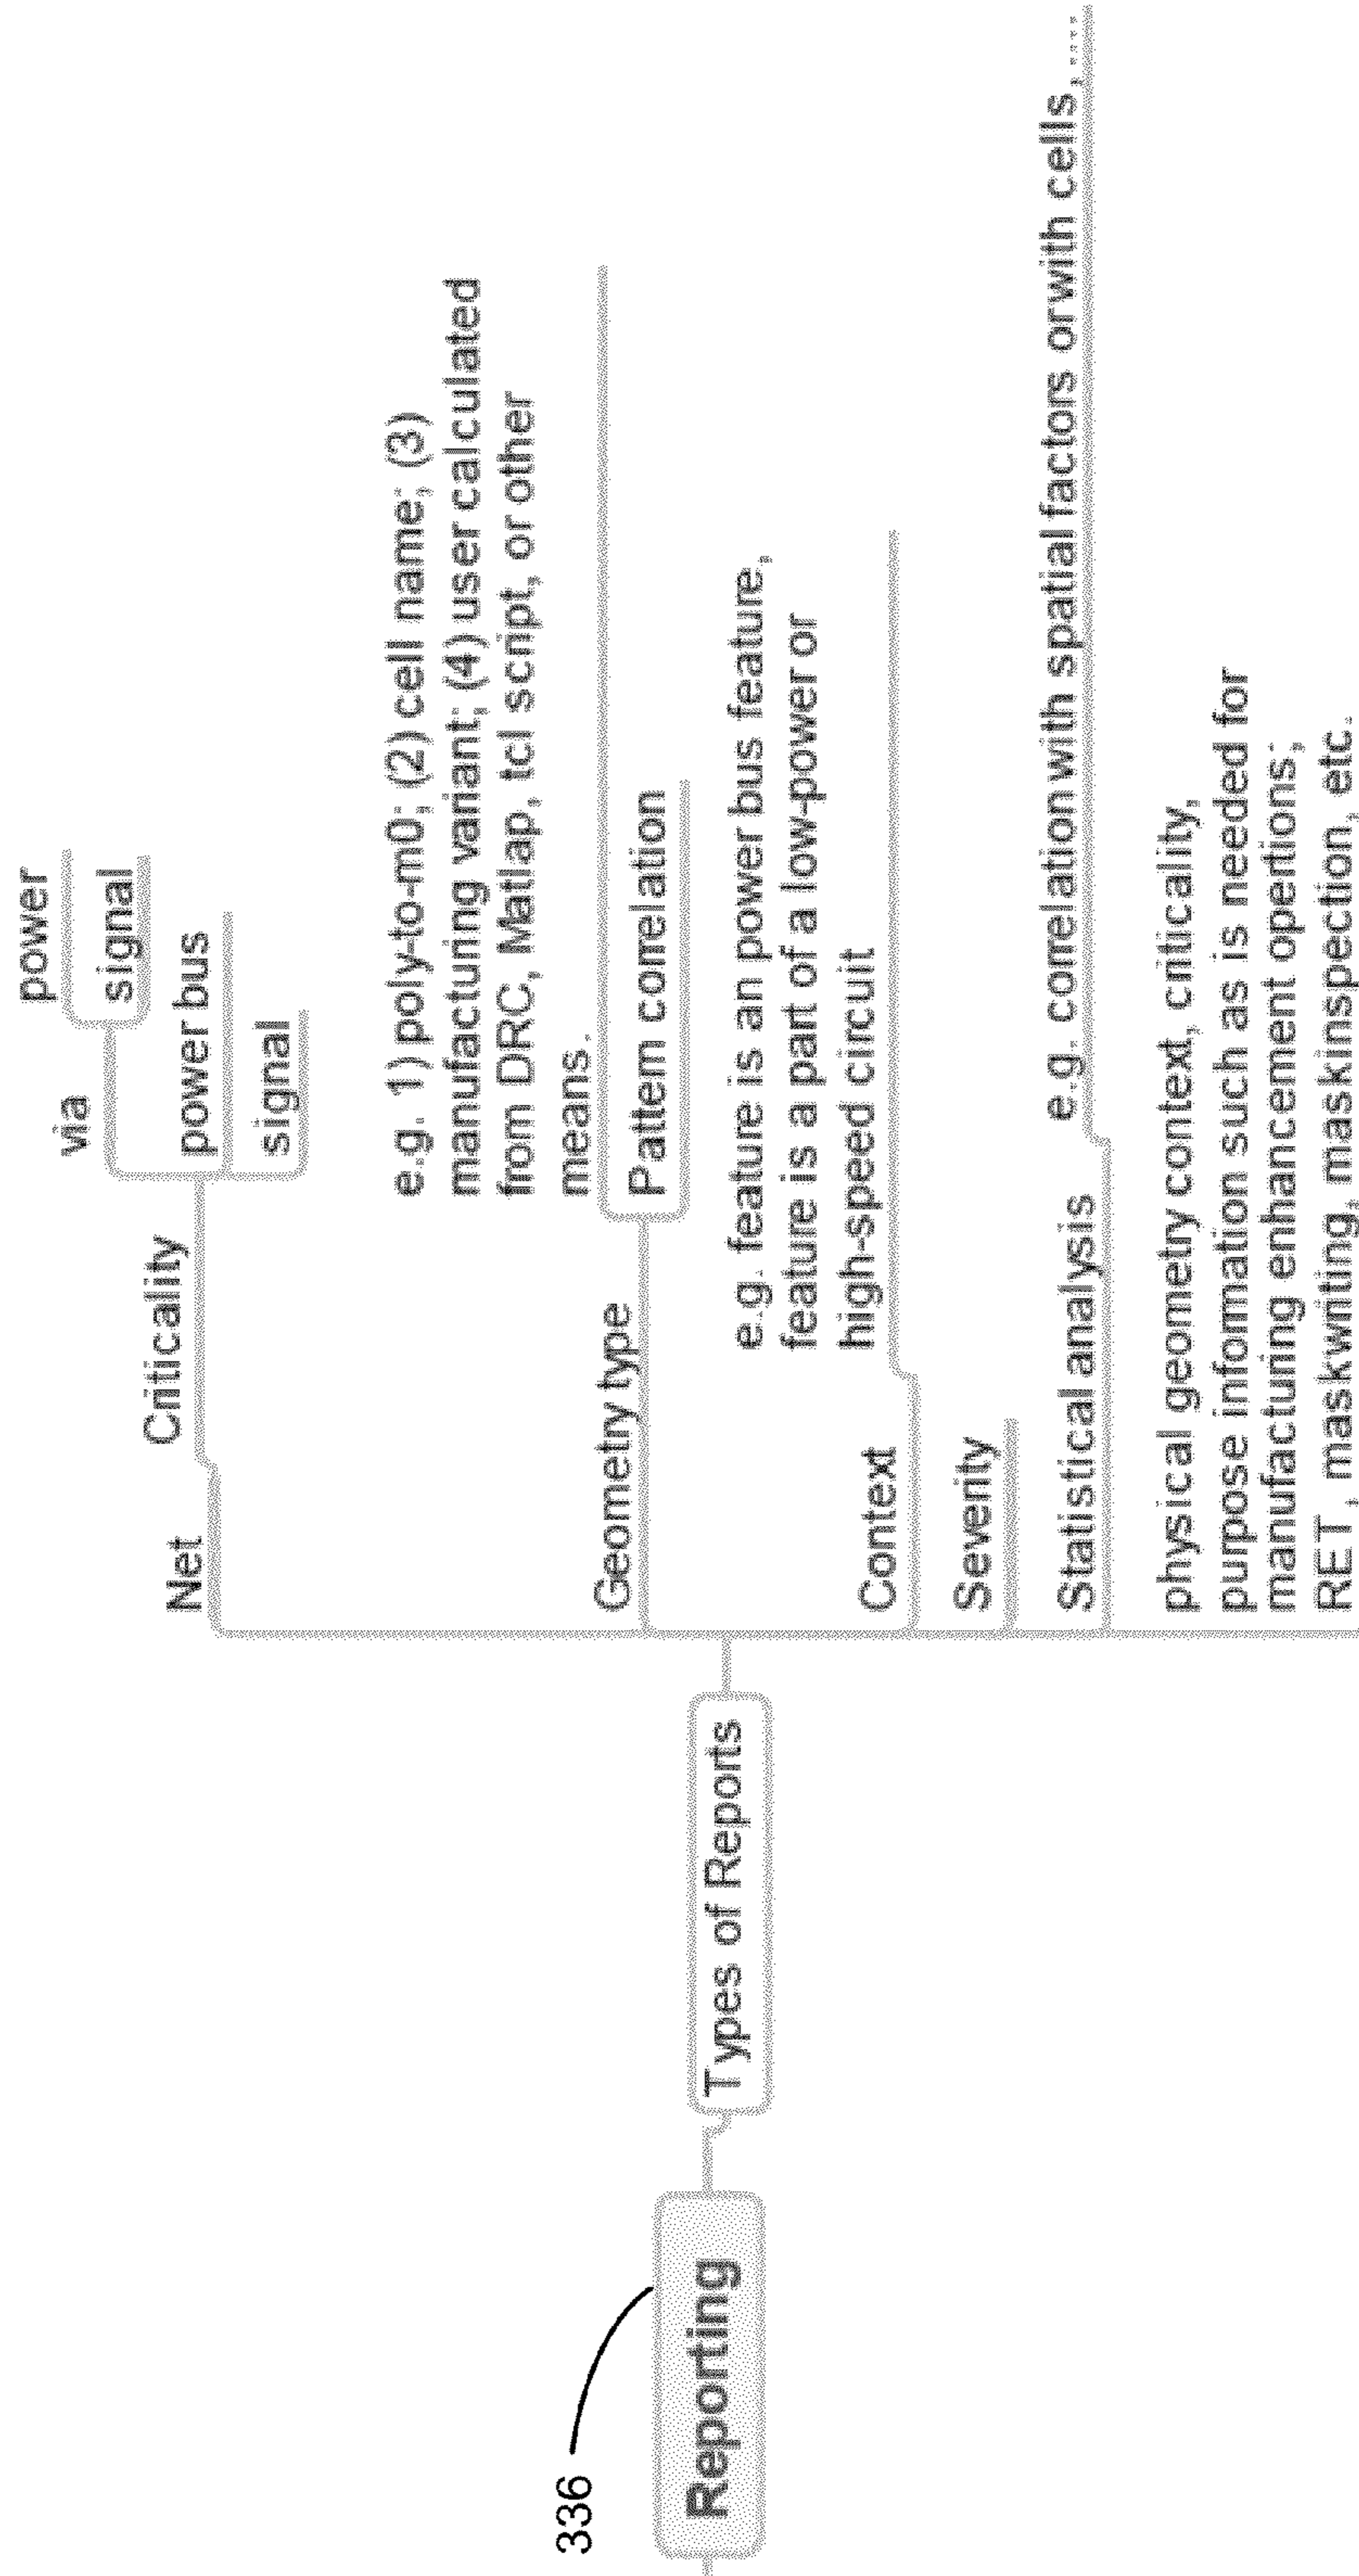 336
Reporting
Types of Reports
Net
Criticality
via
power
signal
power bus
signal
Geometry type
e.g. 1) poly-to-m0; (2) cell name; (3)
manufacturing variant; (4) user calculated
from DRC, Matlap, tcl script, or other
means.
Pattern correlation
Context
e.g. feature is an power bus feature,
feature is a part of a low-power or
high-speed circuit
Severity
Statistical analysis
e.g. correlation with spatial factors orwith cells,....
physical geometry context, criticality,
purpose information such as is needed for
manufacturing enhancement opertions;
RET, maskwriting, maskinspection, etc.